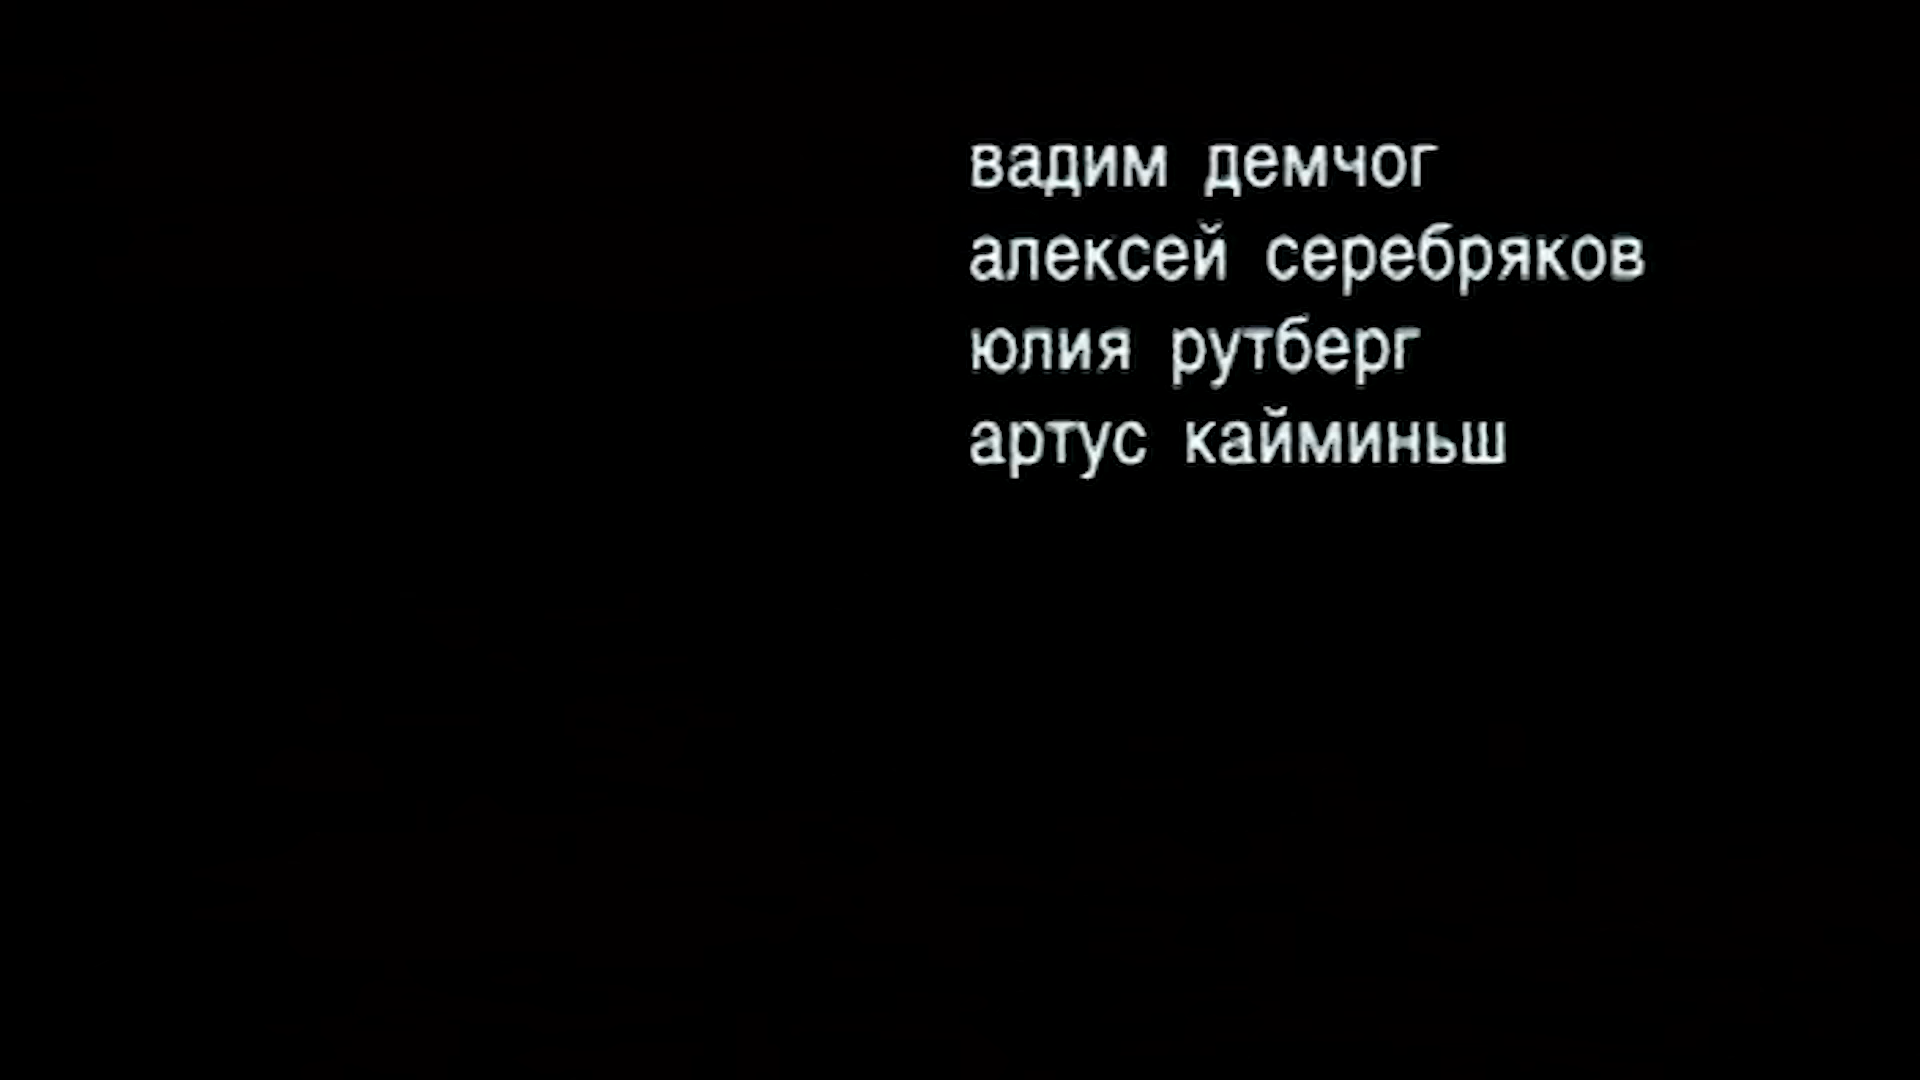 вадим демчог
алексей серебряков
юлия рутберг
артус кайминьш